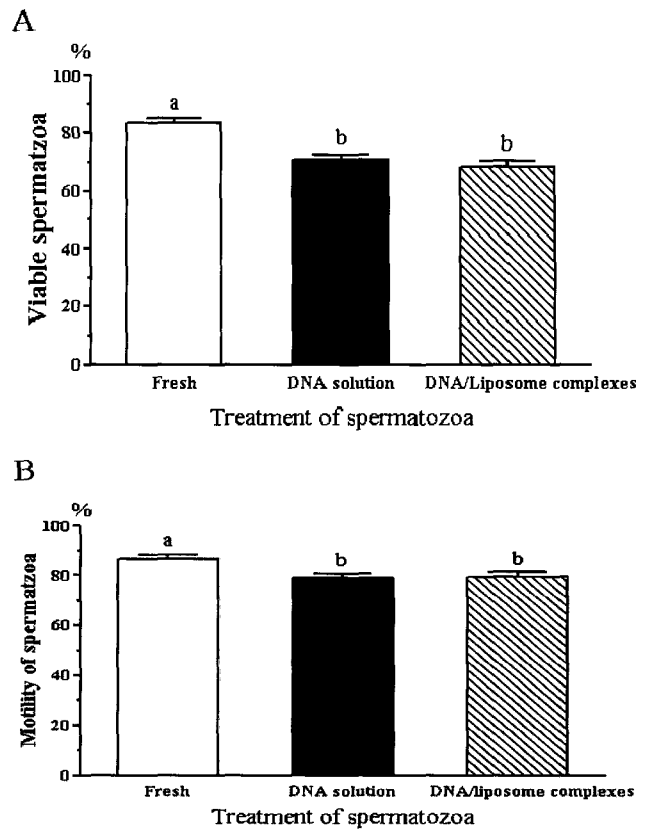 A
%
Viable spermatzoa
100
80
60
40
20
0
a
b
b
Fresh DNA solution DNA/Liposome complexes
Treatment of spermatozoa
B
%
Motility of spermatzoa
100
80
60
40
20
0
a
b
b
Fresh DNA solution DNA/liposome complexes
Treatment of spermatozoa